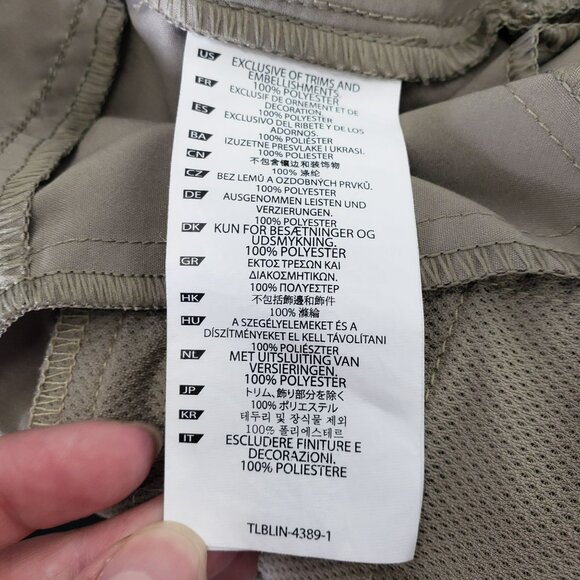 US EXCLUSIVE OF TRIMS AND
EMBELLISHMENTS.
100% POLYESTER
FR EXCLUSIF DE ORNEMENT ET DE
DECORATION.
100% POLYESTER
ES EXCLUSIVO DEL RIBETE Y DE LOS
ADORNOS.
100% POLIÉSTER
BA IZUZETNE PRESVLAKE I UKRASI.
100% POLIESTER
CN 不包含镶边和装饰物
100% 涤纶
CZ BEZ LEMŮ A OZDOBNÝCH PRVKŮ.
100% POLYESTER
DE AUSGENOMMEN LEISTEN UND
VERZIERUNGEN.
100% POLYESTER
DK KUN FOR BESÆTNINGER OG
UDSMYKNING.
100% POLYESTER
GR ΕΚΤΟΣ ΤΡΕΣΩΝ ΚΑΙ
ΔΙΑΚΟΣΜΗΤΙΚΩΝ.
100% ΠΟΛΥΕΣΤΕΡ
HK 不包括飾邊和飾件
100% 滌綸
HU A SZEGÉLYELEMEKET ÉS A
DÍSZÍTMÉNYEKET EL KELL TÁVOLÍTANI
100% POLIÉSZTER
NL MET UITSLUITING VAN
VERSIERINGEN.
100% POLYESTER
JP トリム、飾り部分を除く
100% ポリエステル
KR 테두리 및 장식물 제외
100% 폴리에스테르
IT ESCLUDERE FINITURE E
DECORAZIONI.
100% POLIESTERE
TLBLIN-4389-1